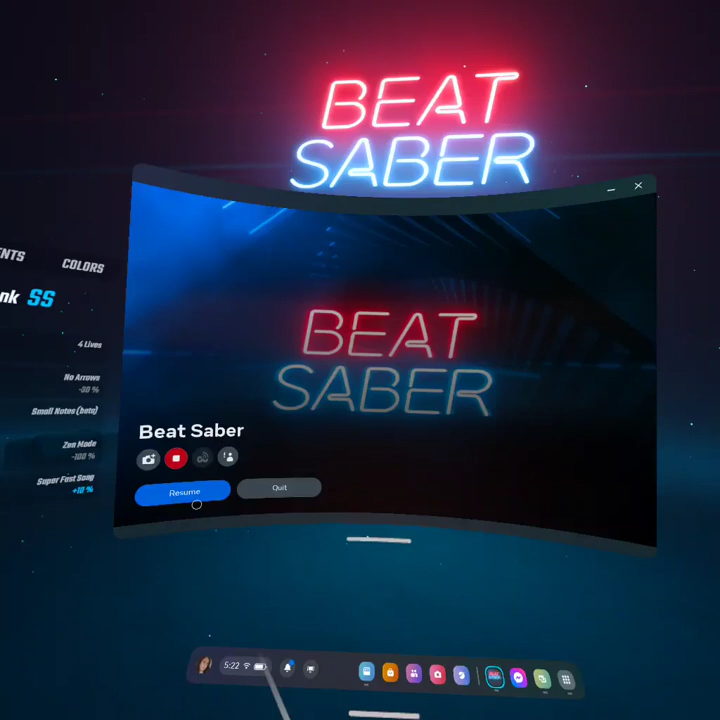 BEAT
SABER
ENTS
COLORS
nk SS
4 Lives
No Arrows
Small Notes (beta)
Zen Mode
-100 %
Super Fast Song
+10 %
BEAT
SABER
Beat Saber
Resume
Quit
5:22